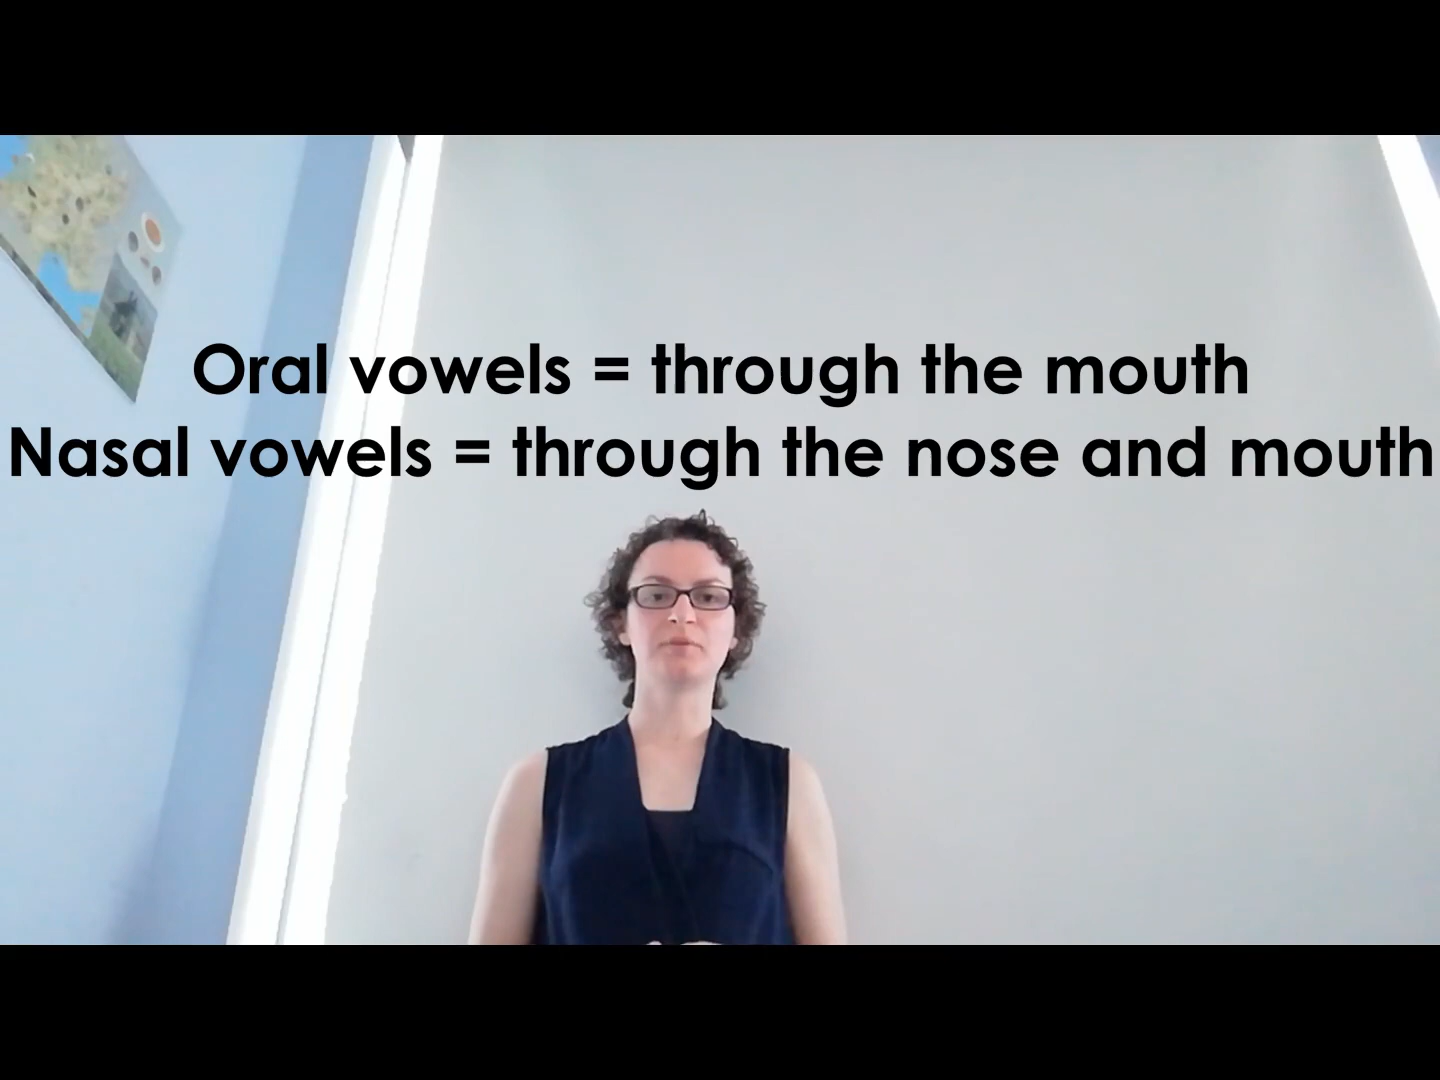 Oral vowels = through the mouth
Nasal vowels = through the nose and mouth